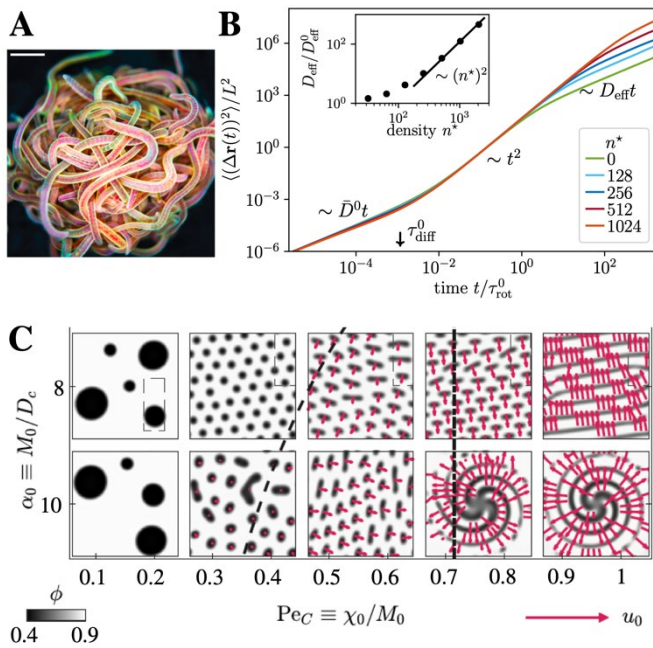 A
B
⟨(Δr(t))²⟩/L²
10⁶
10³
10⁰
10⁻³
10⁻⁶
D_eff/D⁰_eff
10²
10⁰
~ (n*)²
10²
10³
density n*
~ D_eff t
~ t²
~ D̄⁰t
τ⁰_diff
n*
0
128
256
512
1024
10⁻⁴
10⁻²
10⁰
10²
time t/τ⁰_rot
C
α₀ ≡ M₀/D_c
8
10
0.1 0.2 0.3 0.4 0.5 0.6 0.7 0.8 0.9 1
ϕ
0.4 0.9
Pe_C ≡ χ₀/M₀
u₀